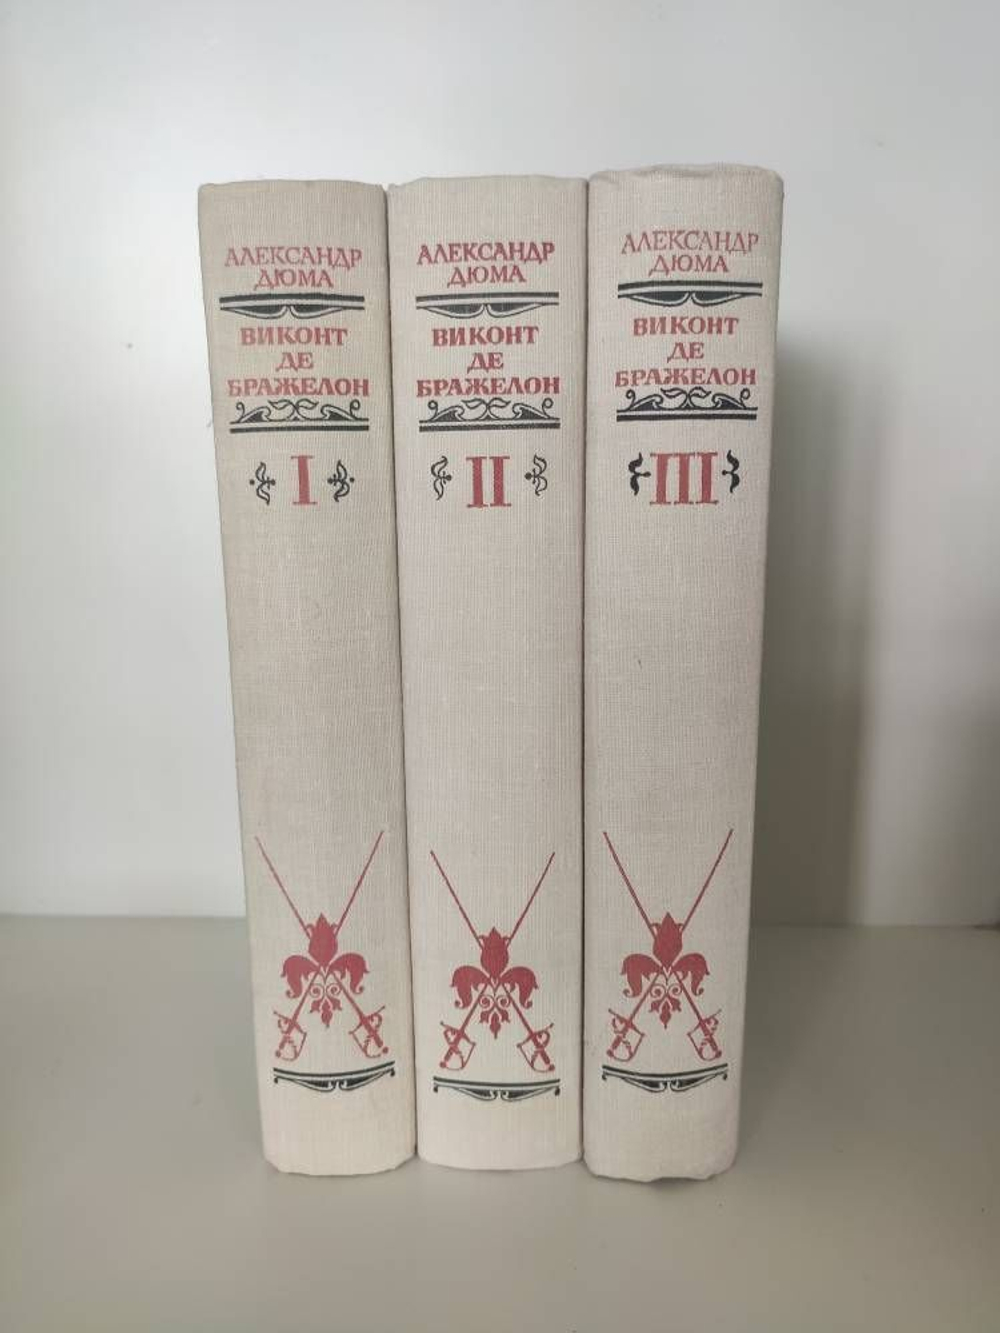 АЛЕКСАНДР
ДЮМА
ВИКОНТ
ДЕ
БРАЖЕЛОН
I
АЛЕКСАНДР
ДЮМА
ВИКОНТ
ДЕ
БРАЖЕЛОН
II
АЛЕКСАНДР
ДЮМА
ВИКОНТ
ДЕ
БРАЖЕЛОН
III